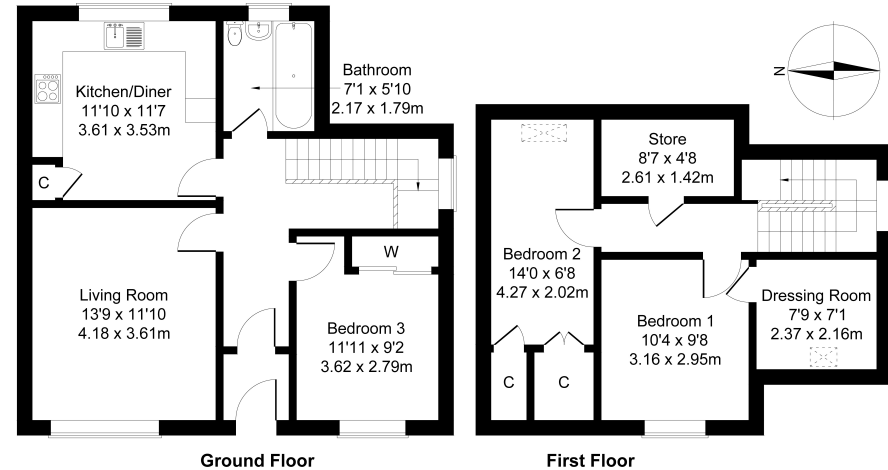 Kitchen/Diner
11'10 x 11'7
3.61 x 3.53m
Bathroom
7'1 x 5'10
2.17 x 1.79m
C
Living Room
13'9 x 11'10
4.18 x 3.61m
W
Bedroom 3
11'11 x 9'2
3.62 x 2.79m
Ground Floor
N
Store
8'7 x 4'8
2.61 x 1.42m
Bedroom 2
14'0 x 6'8
4.27 x 2.02m
Bedroom 1
10'4 x 9'8
3.16 x 2.95m
Dressing Room
7'9 x 7'1
2.37 x 2.16m
C
C
First Floor